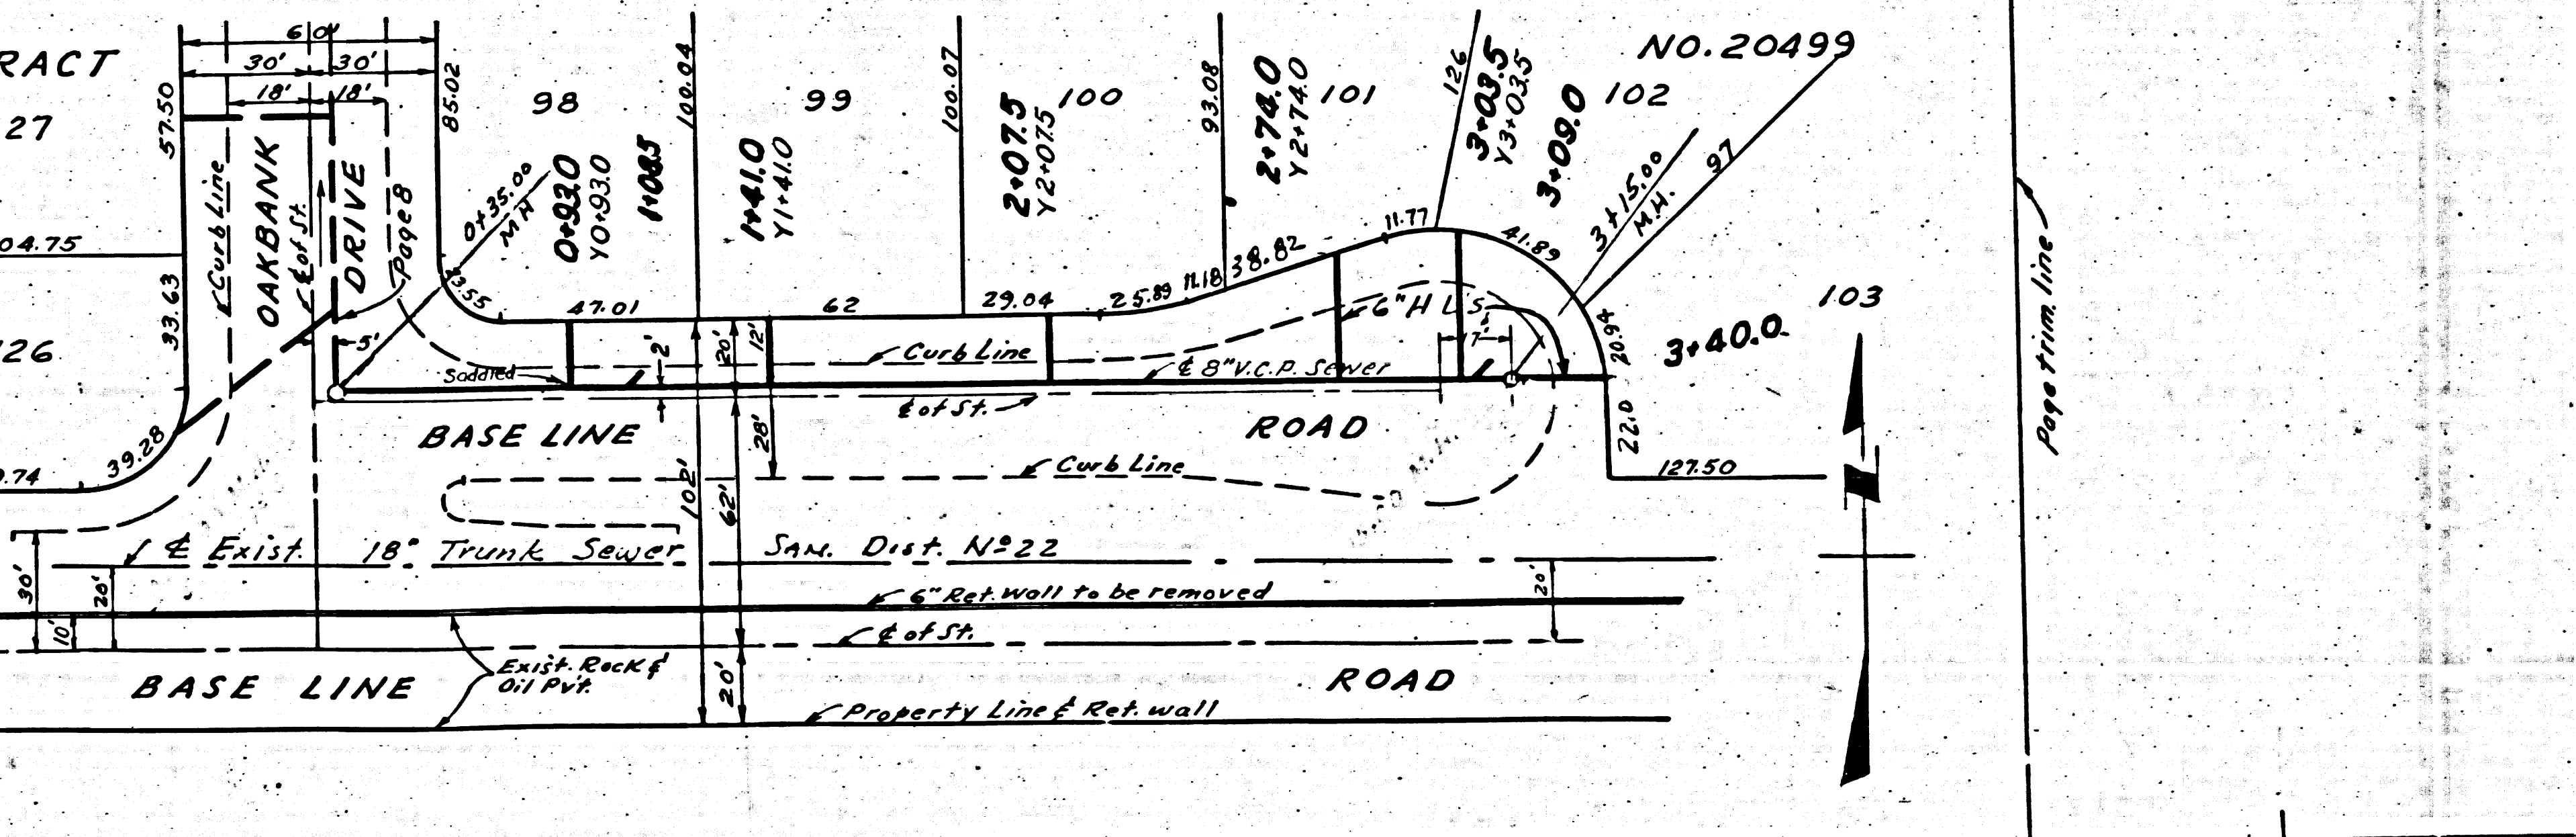 RACT
27
04.75
26
9.74
NO. 20499
60'
30'
30'
18'
18'
57.50
33.63
39.28
85.02
Curb Line
OAKBANK
℄ of St.
DRIVE
Page 8
5'
0+35.00
M H
98
0+93.0
Y0+93.0
1+08.5
100.04
1+41.0
Y1+41.0
99
100.07
2+07.5
Y2+07.5
100
93.08
2+74.0
Y2+74.0
101
126
3+03.5
Y3+03.5
3+09.0
102
3+15.00
M.H.
97
103
3+40.0
47.01
62
29.04
25.89
11.18
38.82
11.77
41.89
20.94
22.0
127.50
Saddled
2'
20'
12'
Curb Line
6" H L S.
17'
℄ 8" V.C.P. Sewer
℄ of St.
28'
BASE LINE
ROAD
Curb Line
102'
62'
℄ Exist. 18" Trunk Sewer SAN. Dist. Nº 22
30'
20'
10'
20'
6" Ret. wall to be removed
℄ of St.
Exist. Rock &
Oil Pvt.
BASE LINE
ROAD
20'
Property Line & Ret. wall
N
Page trim line